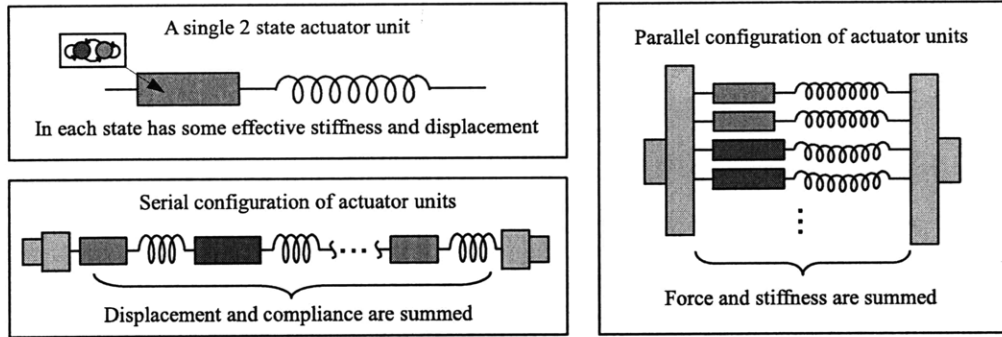 A single 2 state actuator unit
In each state has some effective stiffness and displacement
Serial configuration of actuator units
Displacement and compliance are summed
Parallel configuration of actuator units
Force and stiffness are summed